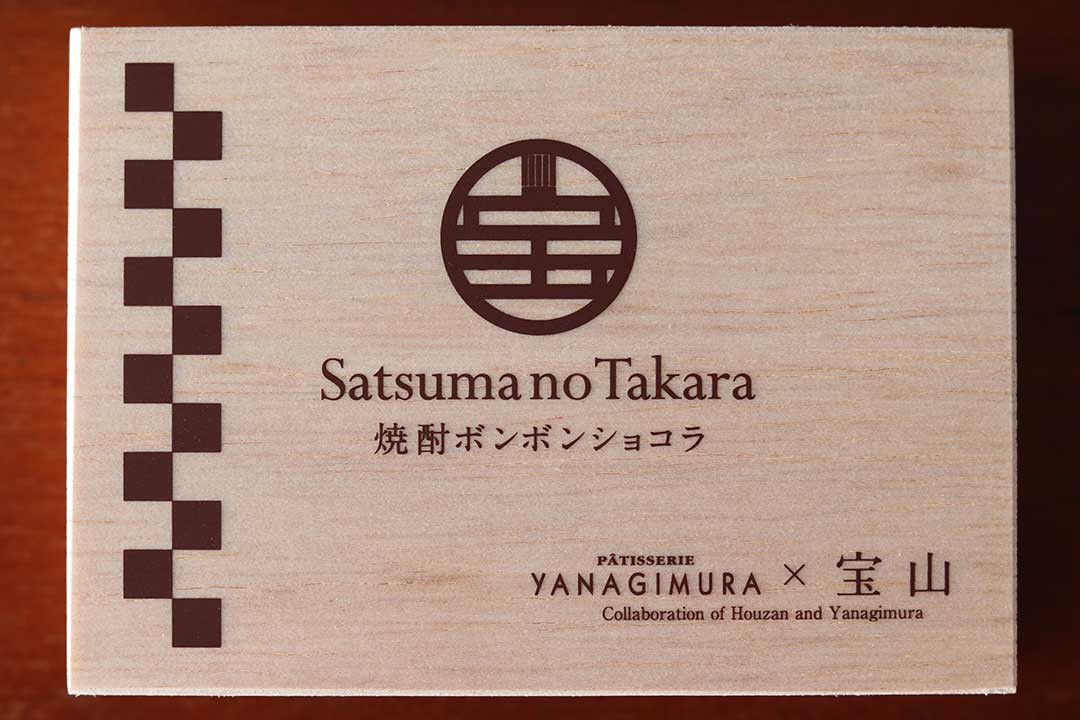 Satsuma no Takara
焼酎ボンボンショコラ
PÂTISSERIE
YANAGIMURA × 宝山
Collaboration of Houzan and Yanagimura